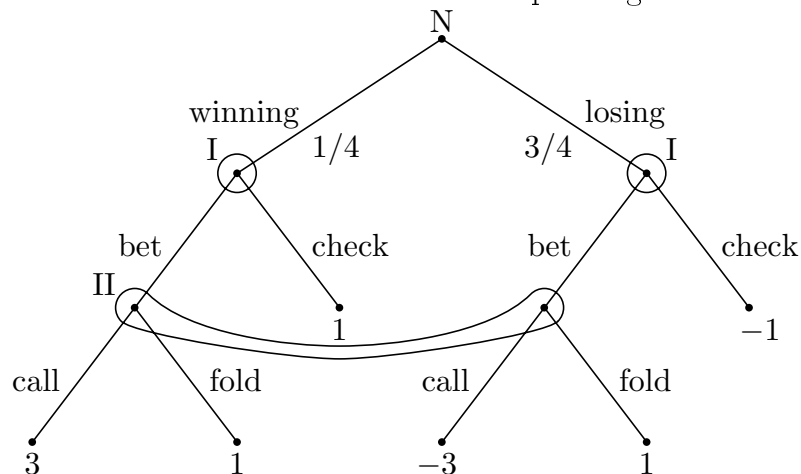 N
winning losing
I 1/4 3/4 I
bet check bet check
II
1 −1
call fold call fold
3 1 −3 1